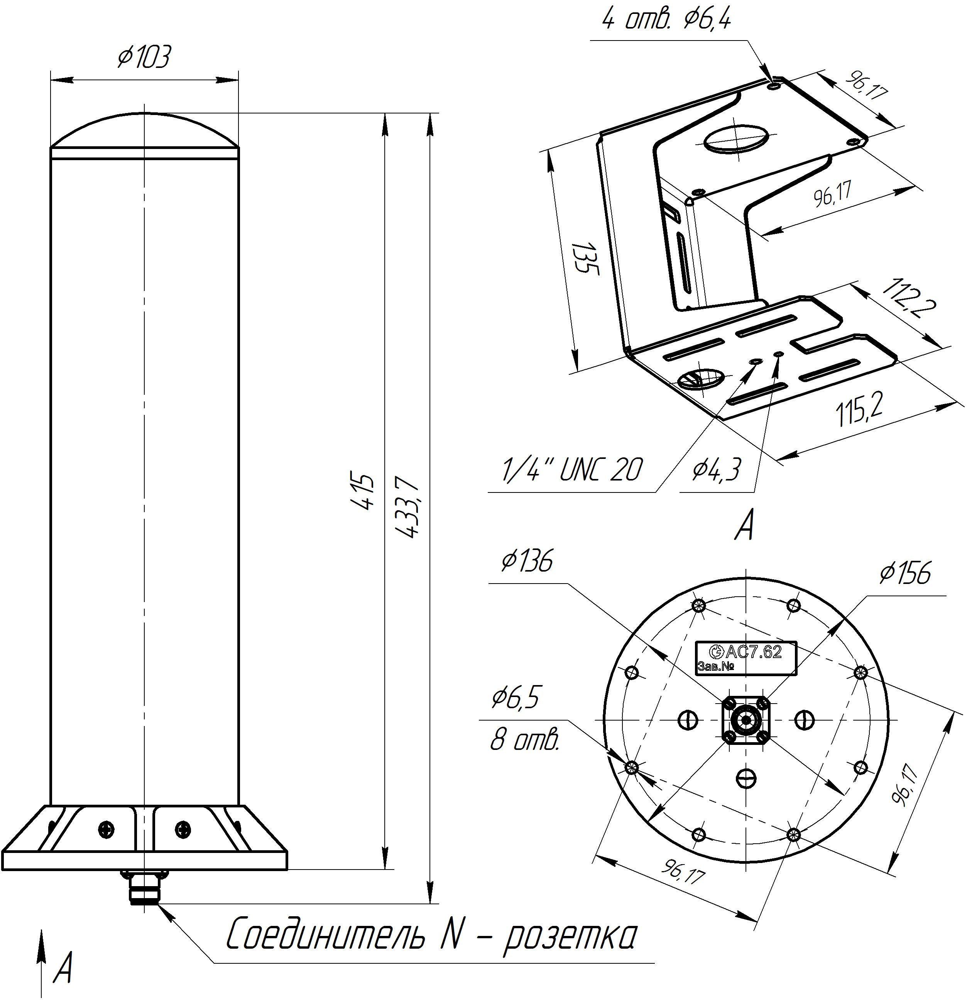 ⌀103
415
433,7
Соединитель N – розетка
А
4 отв. ⌀6,4
96,17
96,17
135
112,2
115,2
1/4" UNC 20
⌀4,3
А
⌀136
⌀156
АС7.62
Зав.№
⌀6,5
8 отв.
96,17
96,17